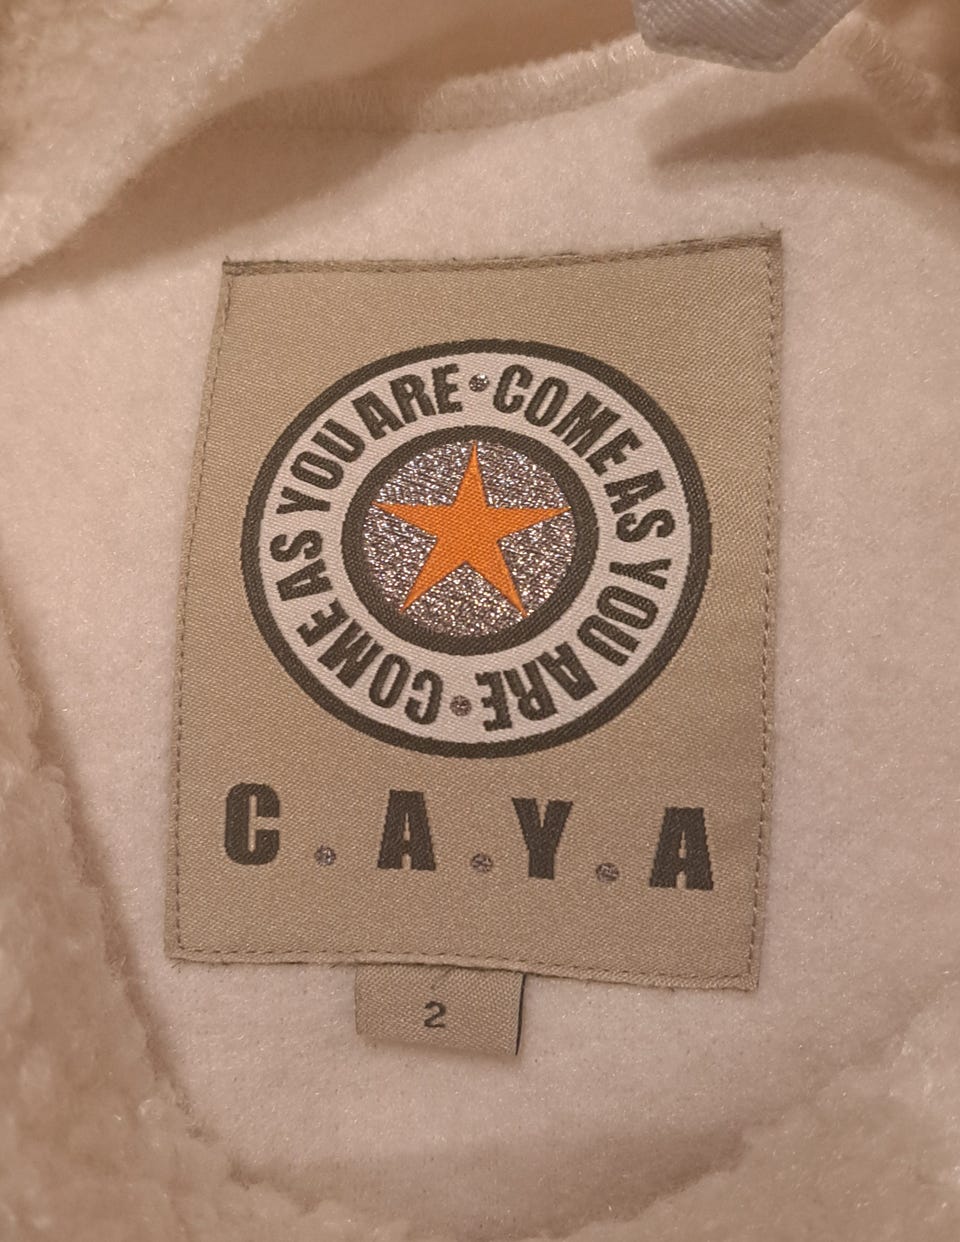 COME AS YOU ARE • COME AS YOU ARE •
C.A.Y.A
2